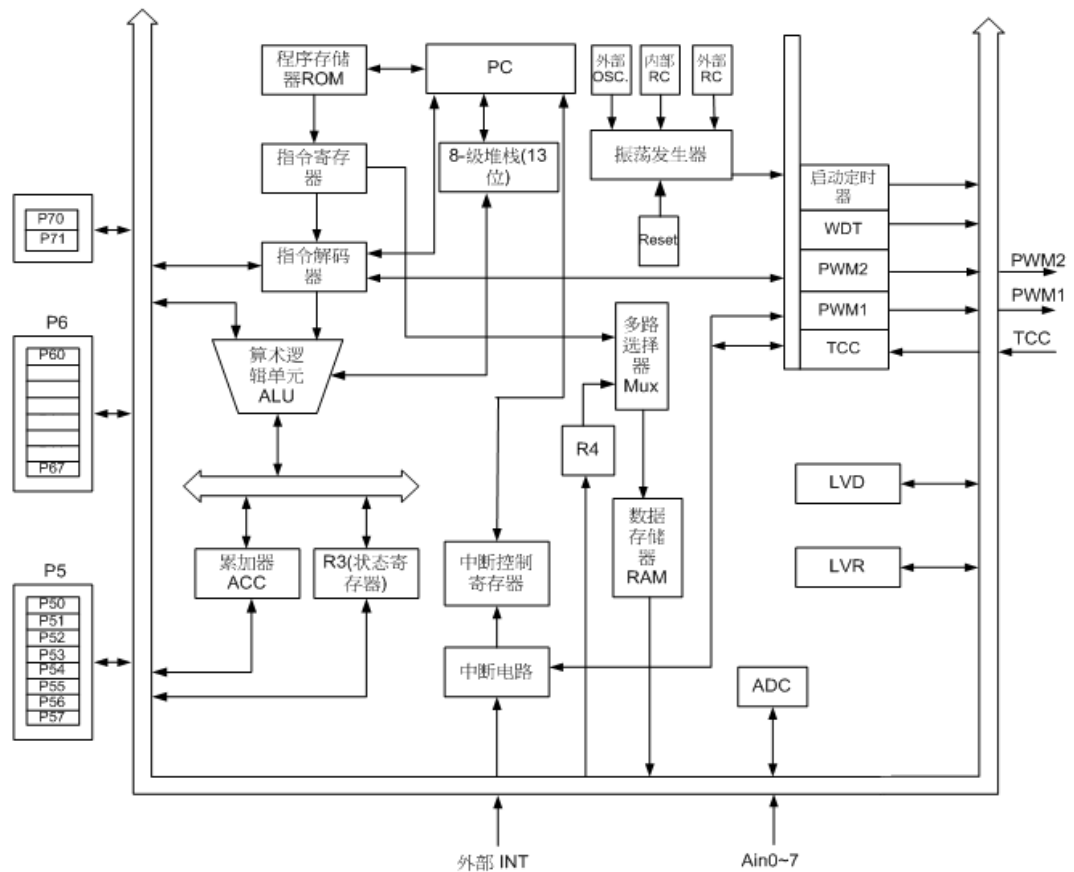 程序存储
器ROM
PC
外部
OSC.
内部
RC
外部
RC
指令寄存
器
8-级堆栈(13
位)
振荡发生器
启动定时
器
P70
P71
WDT
Reset
指令解码
器
PWM2
PWM2
PWM1
PWM1
TCC
TCC
P6
P60
P67
算术逻
辑单元
ALU
多路
选择
器
Mux
R4
LVD
数据
存储
器
RAM
累加器
ACC
R3(状态寄
存器)
中断控制
寄存器
LVR
P5
P50
P51
P52
P53
P54
P55
P56
P57
中断电路
ADC
外部 INT
Ain0~7